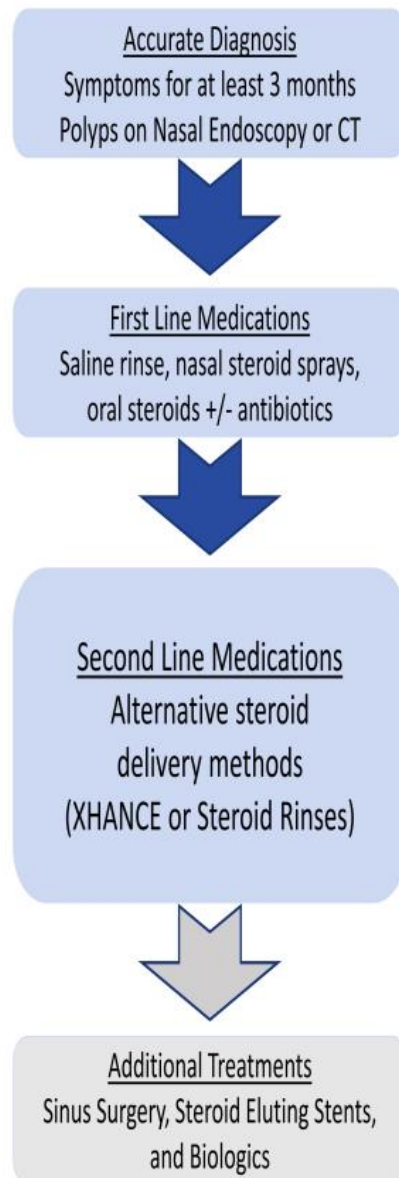 Accurate Diagnosis
Symptoms for at least 3 months
Polyps on Nasal Endoscopy or CT
First Line Medications
Saline rinse, nasal steroid sprays,
oral steroids +/- antibiotics
Second Line Medications
Alternative steroid
delivery methods
(XHANCE or Steroid Rinses)
Additional Treatments
Sinus Surgery, Steroid Eluting Stents,
and Biologics